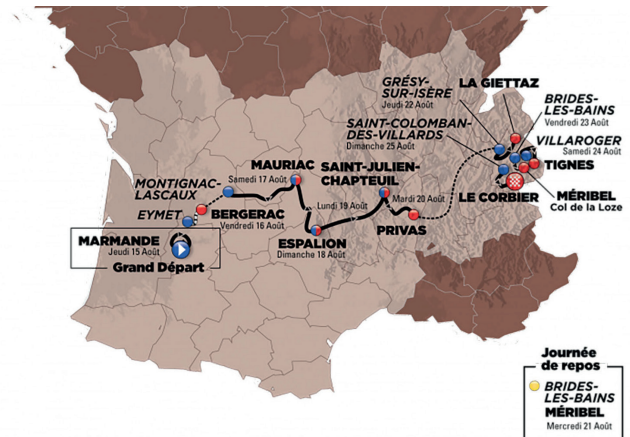 GRÉSY-
SUR-ISÈRE
Jeudi 22 Août
LA GIETTAZ
BRIDES-
LES-BAINS
Vendredi 23 Août
SAINT-COLOMBAN-
DES-VILLARDS
Dimanche 25 Août
VILLAROGER
Samedi 24 Août
TIGNES
MAURIAC
Samedi 17 Août
SAINT-JULIEN-
CHAPTEUIL
Mardi 20 Août
MONTIGNAC-
LASCAUX
LE CORBIER
MÉRIBEL
Col de la Loze
EYMET
BERGERAC
Vendredi 16 Août
Lundi 19 Août
PRIVAS
MARMANDE
Jeudi 15 Août
Grand Départ
ESPALION
Dimanche 18 Août
Journée
de repos
BRIDES-
LES-BAINS
MÉRIBEL
Mercredi 21 Août